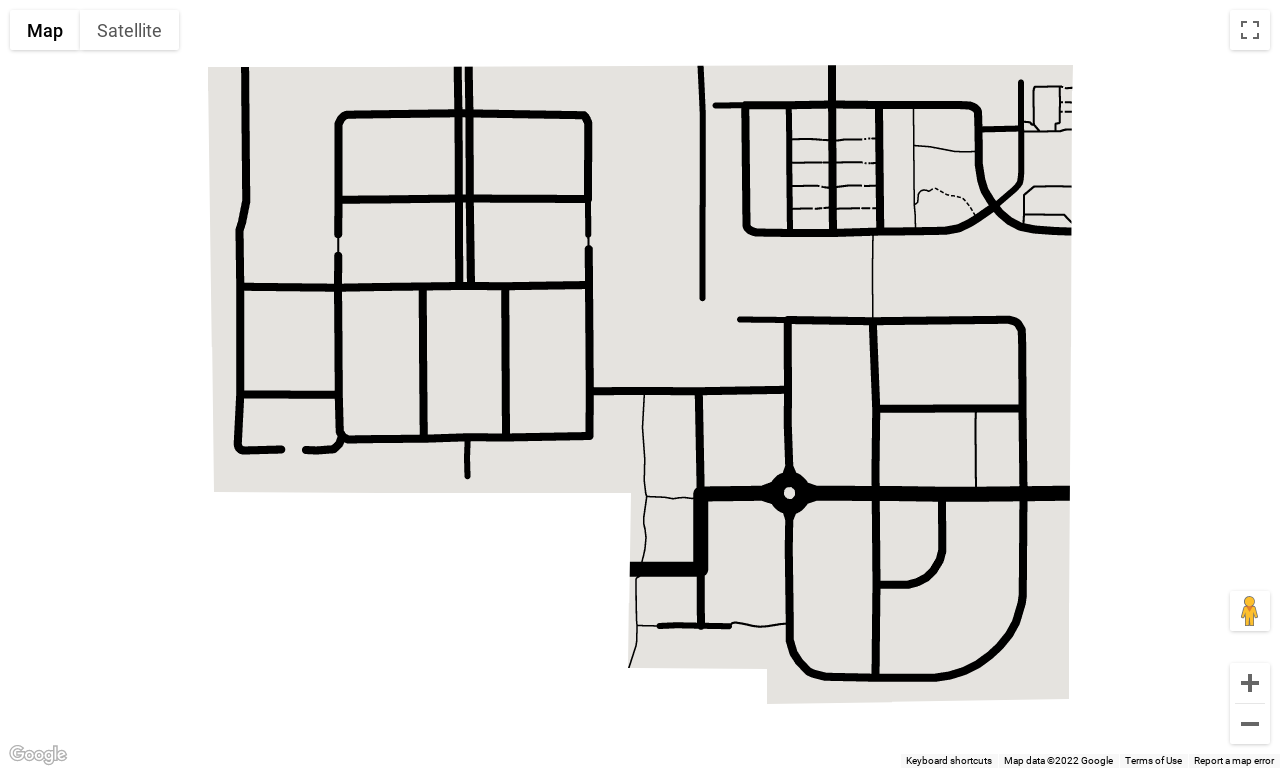 Map Satellite
Google
Keyboard shortcuts Map data ©2022 Google Terms of Use Report a map error